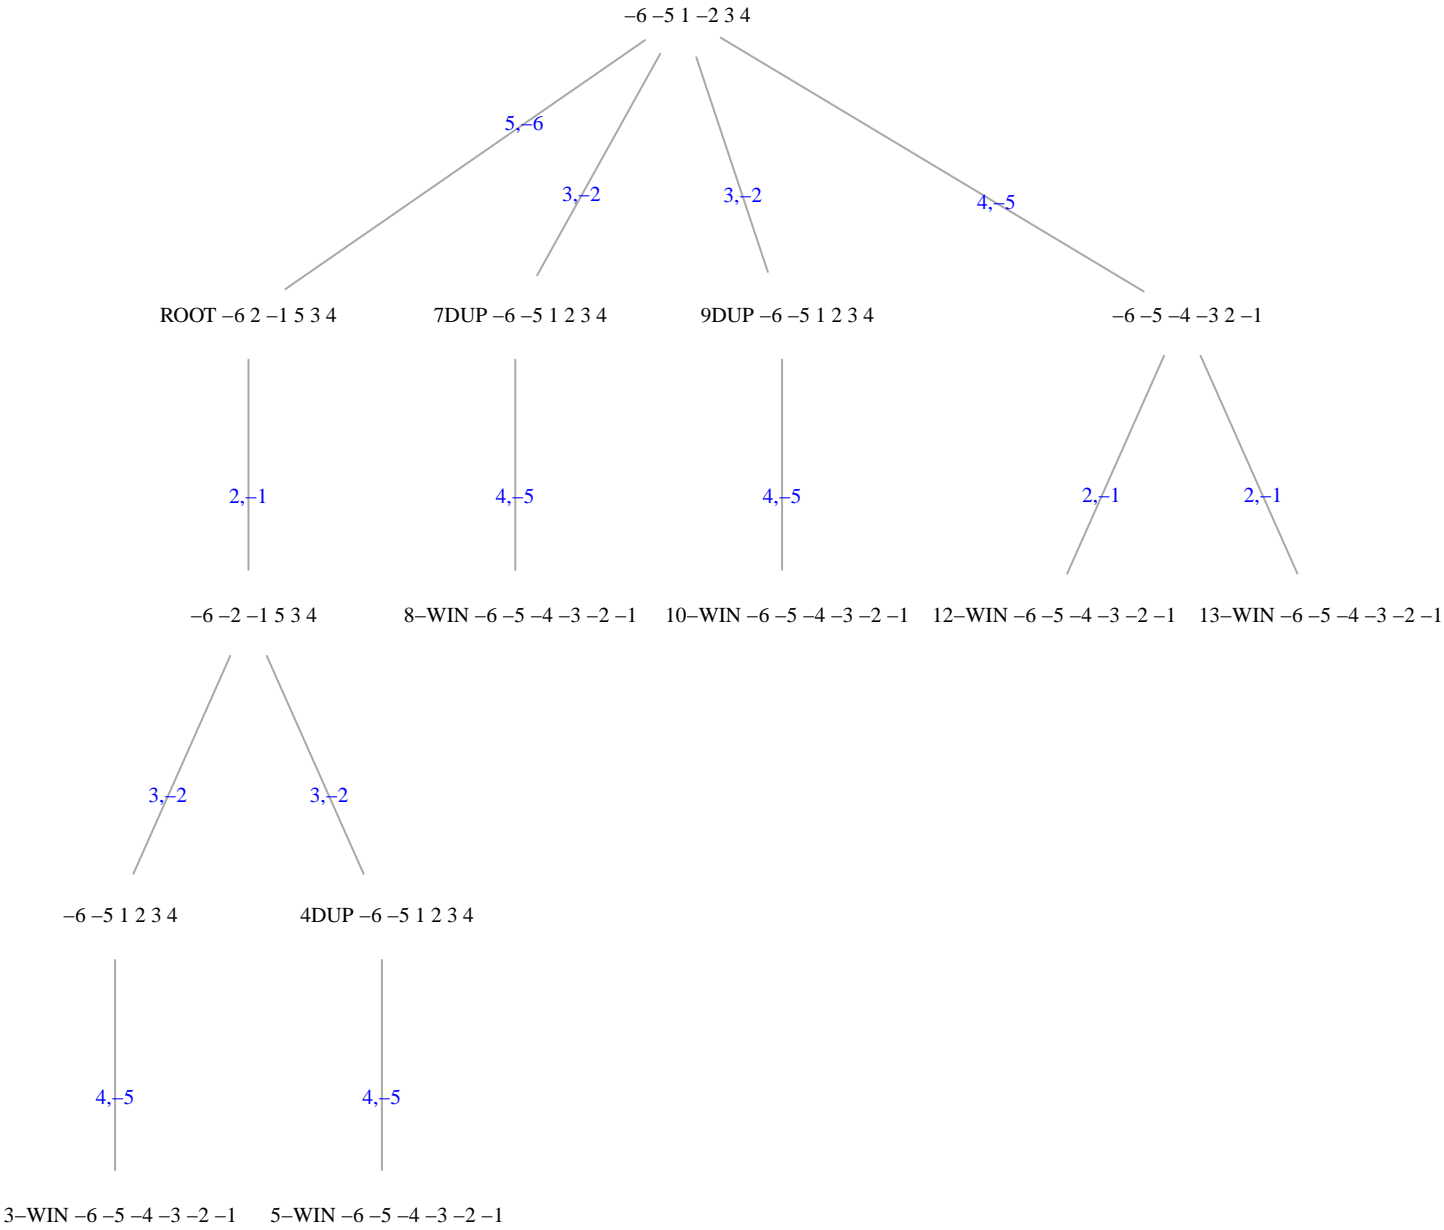 −6 −5 1 −2 3 4
5,−6
3,−2
3,−2
4,−5
ROOT −6 2 −1 5 3 4
7DUP −6 −5 1 2 3 4
9DUP −6 −5 1 2 3 4
−6 −5 −4 −3 2 −1
2,−1
4,−5
4,−5
2,−1
2,−1
−6 −2 −1 5 3 4
8−WIN −6 −5 −4 −3 −2 −1
10−WIN −6 −5 −4 −3 −2 −1
12−WIN −6 −5 −4 −3 −2 −1
13−WIN −6 −5 −4 −3 −2 −1
3,−2
3,−2
−6 −5 1 2 3 4
4DUP −6 −5 1 2 3 4
4,−5
4,−5
3−WIN −6 −5 −4 −3 −2 −1
5−WIN −6 −5 −4 −3 −2 −1